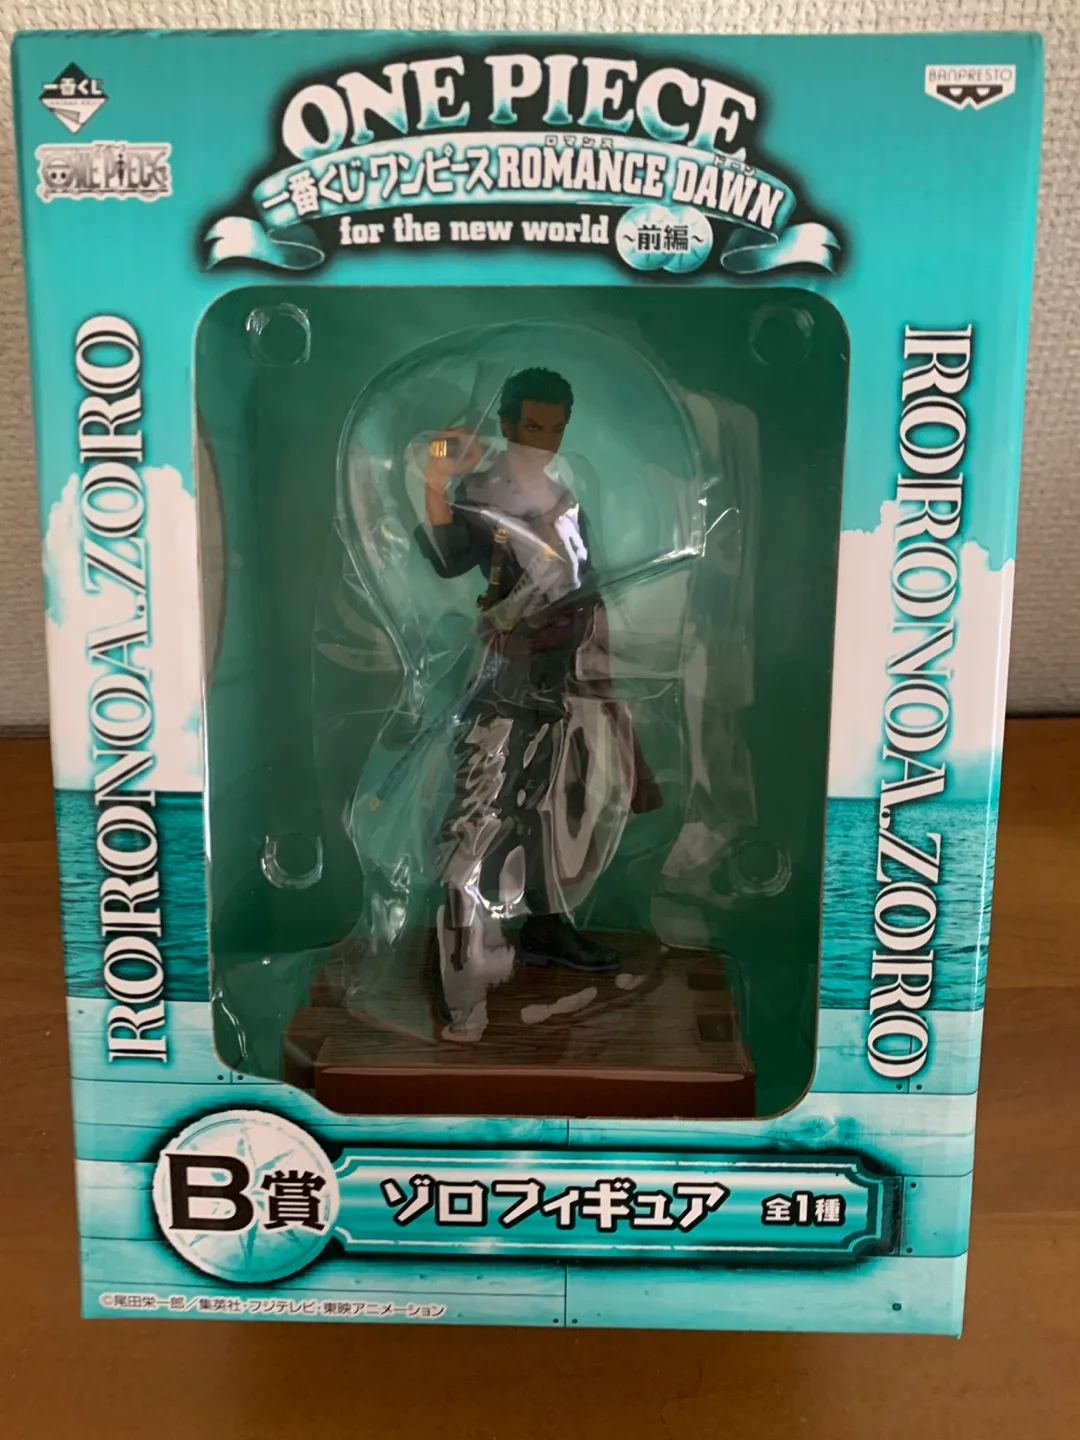 一番くじ
ONE PIECE
BANPRESTO
ONE PIECE
ロマンス ドーン
一番くじ ワンピース ROMANCE DAWN
for the new world ~前編~
RORONOA.ZORO
RORONOA.ZORO
B賞
ゾロフィギュア 全1種
©尾田栄一郎/集英社・フジテレビ・東映アニメーション